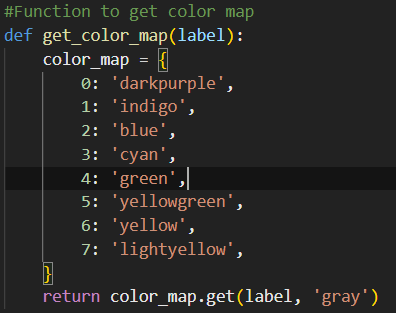 #Function to get color map
def get_color_map(label):
    color_map = {
        0: 'darkpurple',
        1: 'indigo',
        2: 'blue',
        3: 'cyan',
        4: 'green',
        5: 'yellowgreen',
        6: 'yellow',
        7: 'lightyellow',
    }
    return color_map.get(label, 'gray')